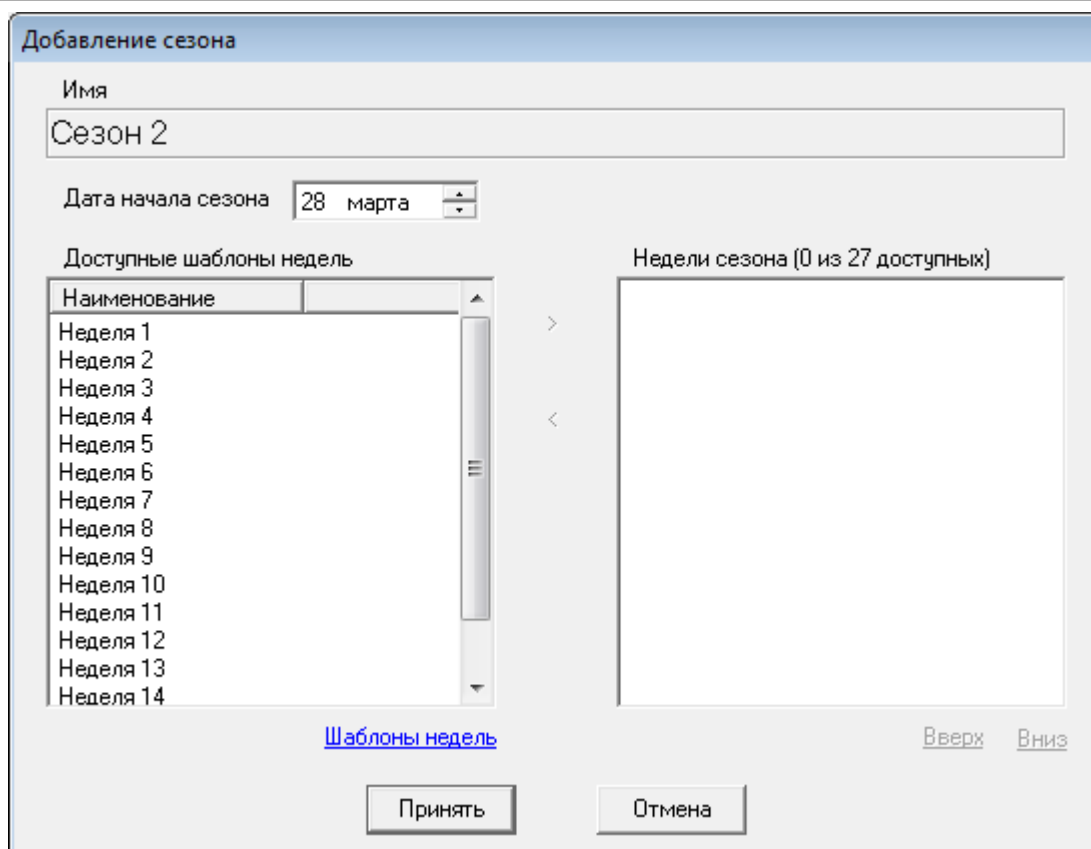 Добавление сезона
Имя
Сезон 2
Дата начала сезона 28 марта
Доступные шаблоны недель
Недели сезона (0 из 27 доступных)
Наименование
Неделя 1
>
Неделя 2
Неделя 3
Неделя 4
<
Неделя 5
Неделя 6
Неделя 7
Неделя 8
Неделя 9
Неделя 10
Неделя 11
Неделя 12
Неделя 13
Неделя 14
Шаблоны недель
Вверх Вниз
Принять Отмена